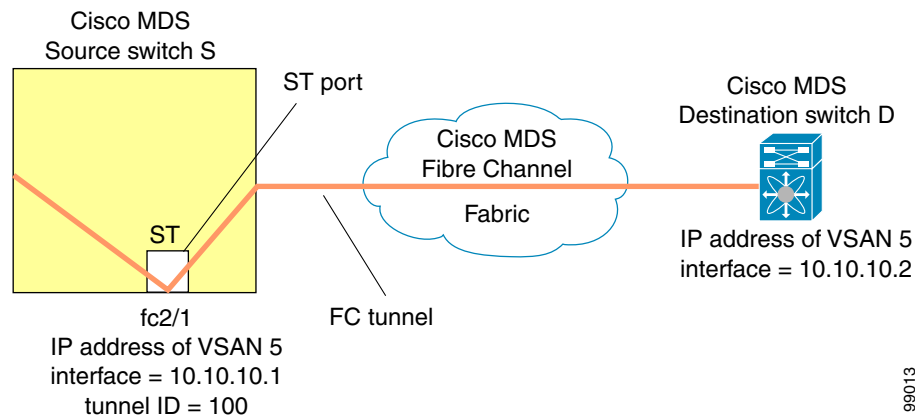 Cisco MDS
Source switch S
ST port
Cisco MDS
Fibre Channel
Fabric
Cisco MDS
Destination switch D
ST
fc2/1
IP address of VSAN 5
interface = 10.10.10.1
tunnel ID = 100
FC tunnel
IP address of VSAN 5
interface = 10.10.10.2
99013